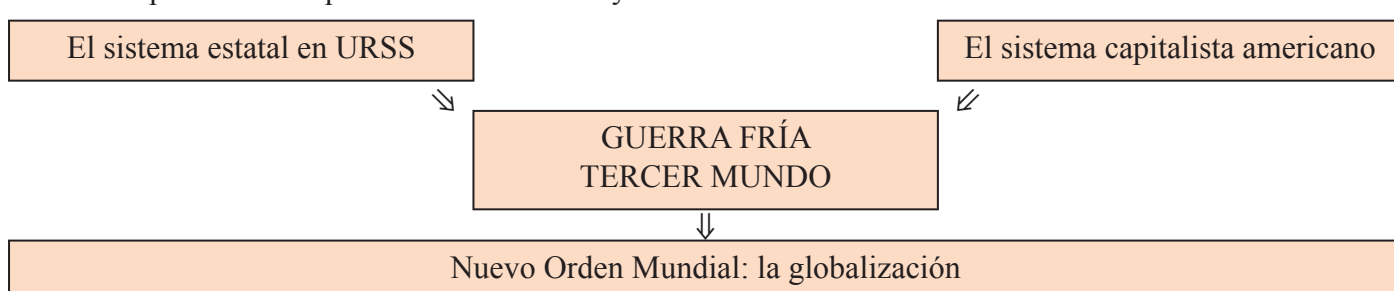 El sistema estatal en URSS
El sistema capitalista americano
GUERRA FRÍA
TERCER MUNDO
Nuevo Orden Mundial: la globalización